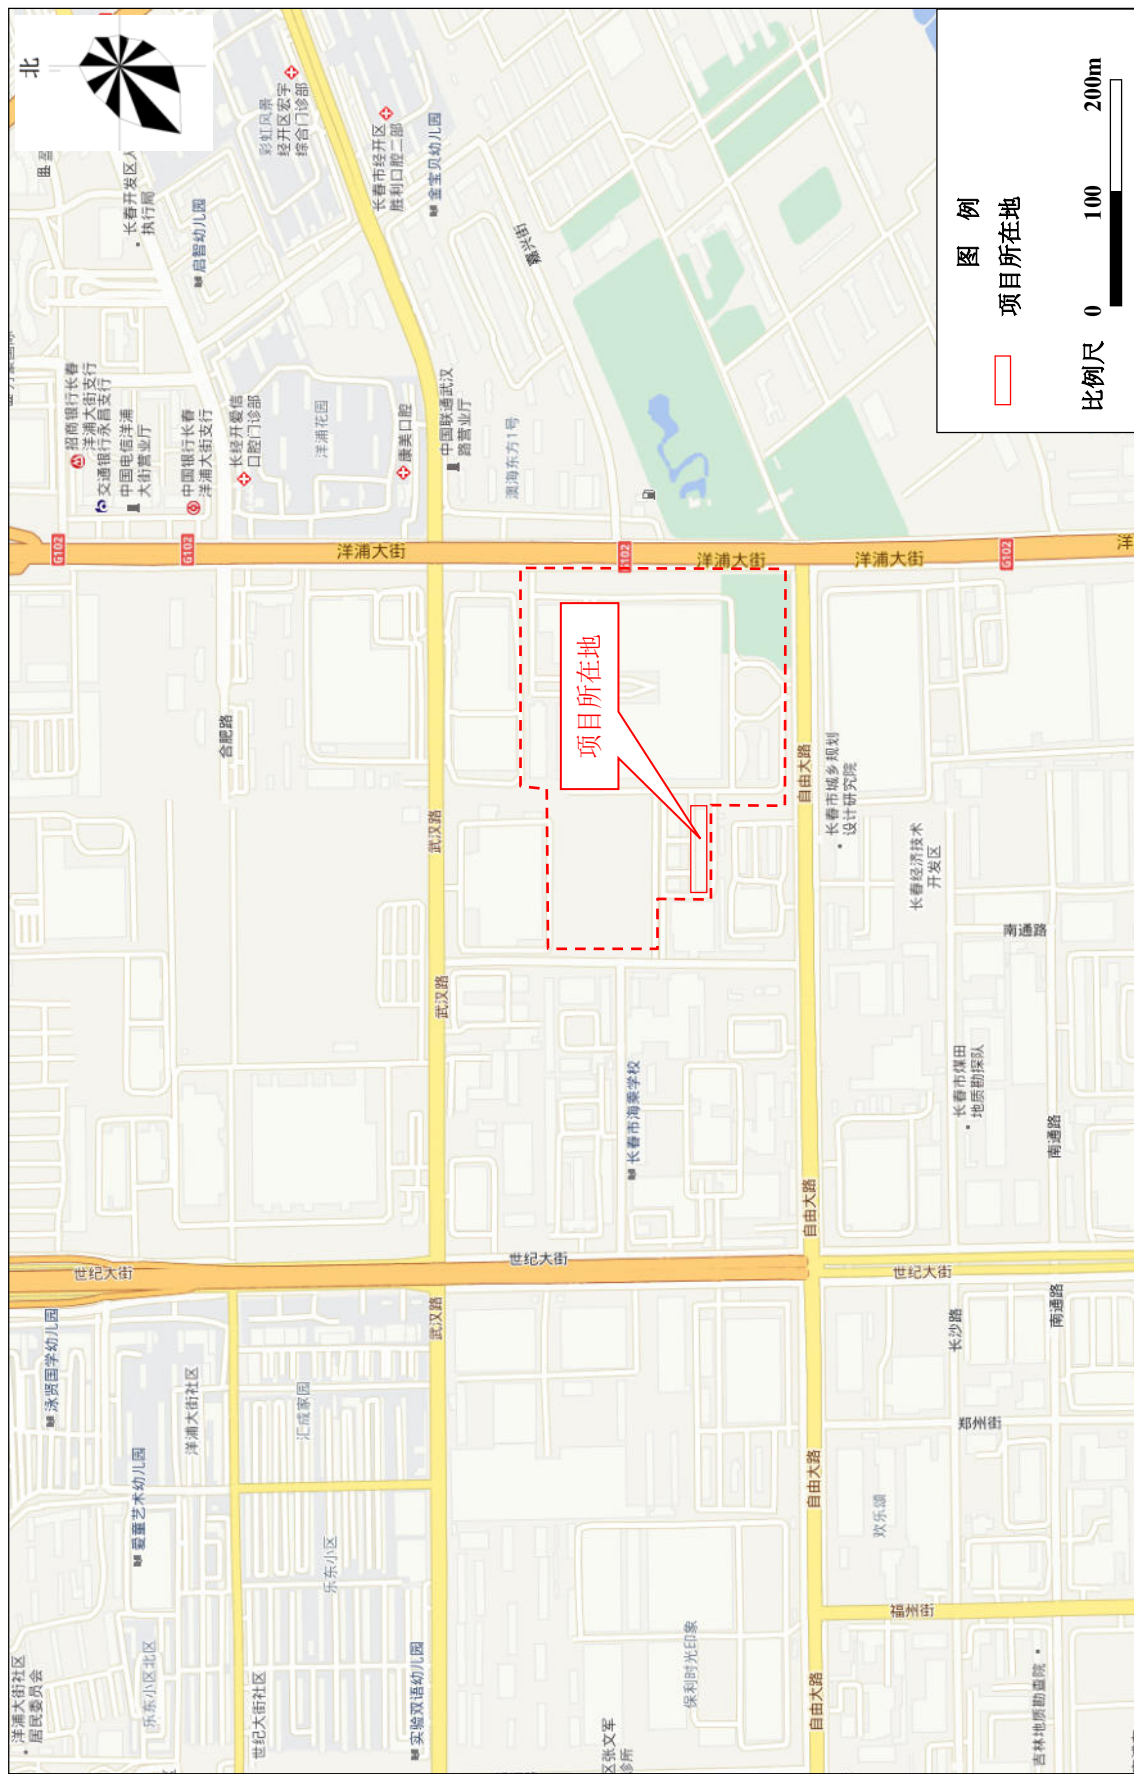 北
长春开发区人
执行局
启智幼儿园
彩虹风景
经开区宏宇
综合门诊部
长春市经开区
胜利口腔二部
金宝贝幼儿园
招商银行长春
洋浦大街支行
交通银行永昌支行
中国电信洋浦
大街营业厅
中国银行长春
洋浦大街支行
长经开爱信
口腔门诊部
洋浦花园
康美口腔
中国联通武汉
路营业厅
澳海东方1号
G102
G102
G102
G102
洋浦大街
洋浦大街
洋浦大街
洋
合肥路
武汉路
武汉路
武汉路
项目所在地
自由大路
自由大路
自由大路
自由大路
长春市城乡规划
设计研究院
长春经济技术
开发区
南通路
南通路
南通路
长春市煤田
地质勘探队
长春市海乘学校
世纪大街
世纪大街
世纪大街
长沙路
郑州街
福州街
欢乐颂
泳贤国学幼儿园
洋浦大街社区
汇成家园
爱童艺术幼儿园
乐东小区
乐东小区北区
洋浦大街社区
居民委员会
世纪大街社区
实验双语幼儿园
保利时光印象
区张文军
诊所
吉林地质勘查院
图 例
项目所在地
比例尺 0 100 200m